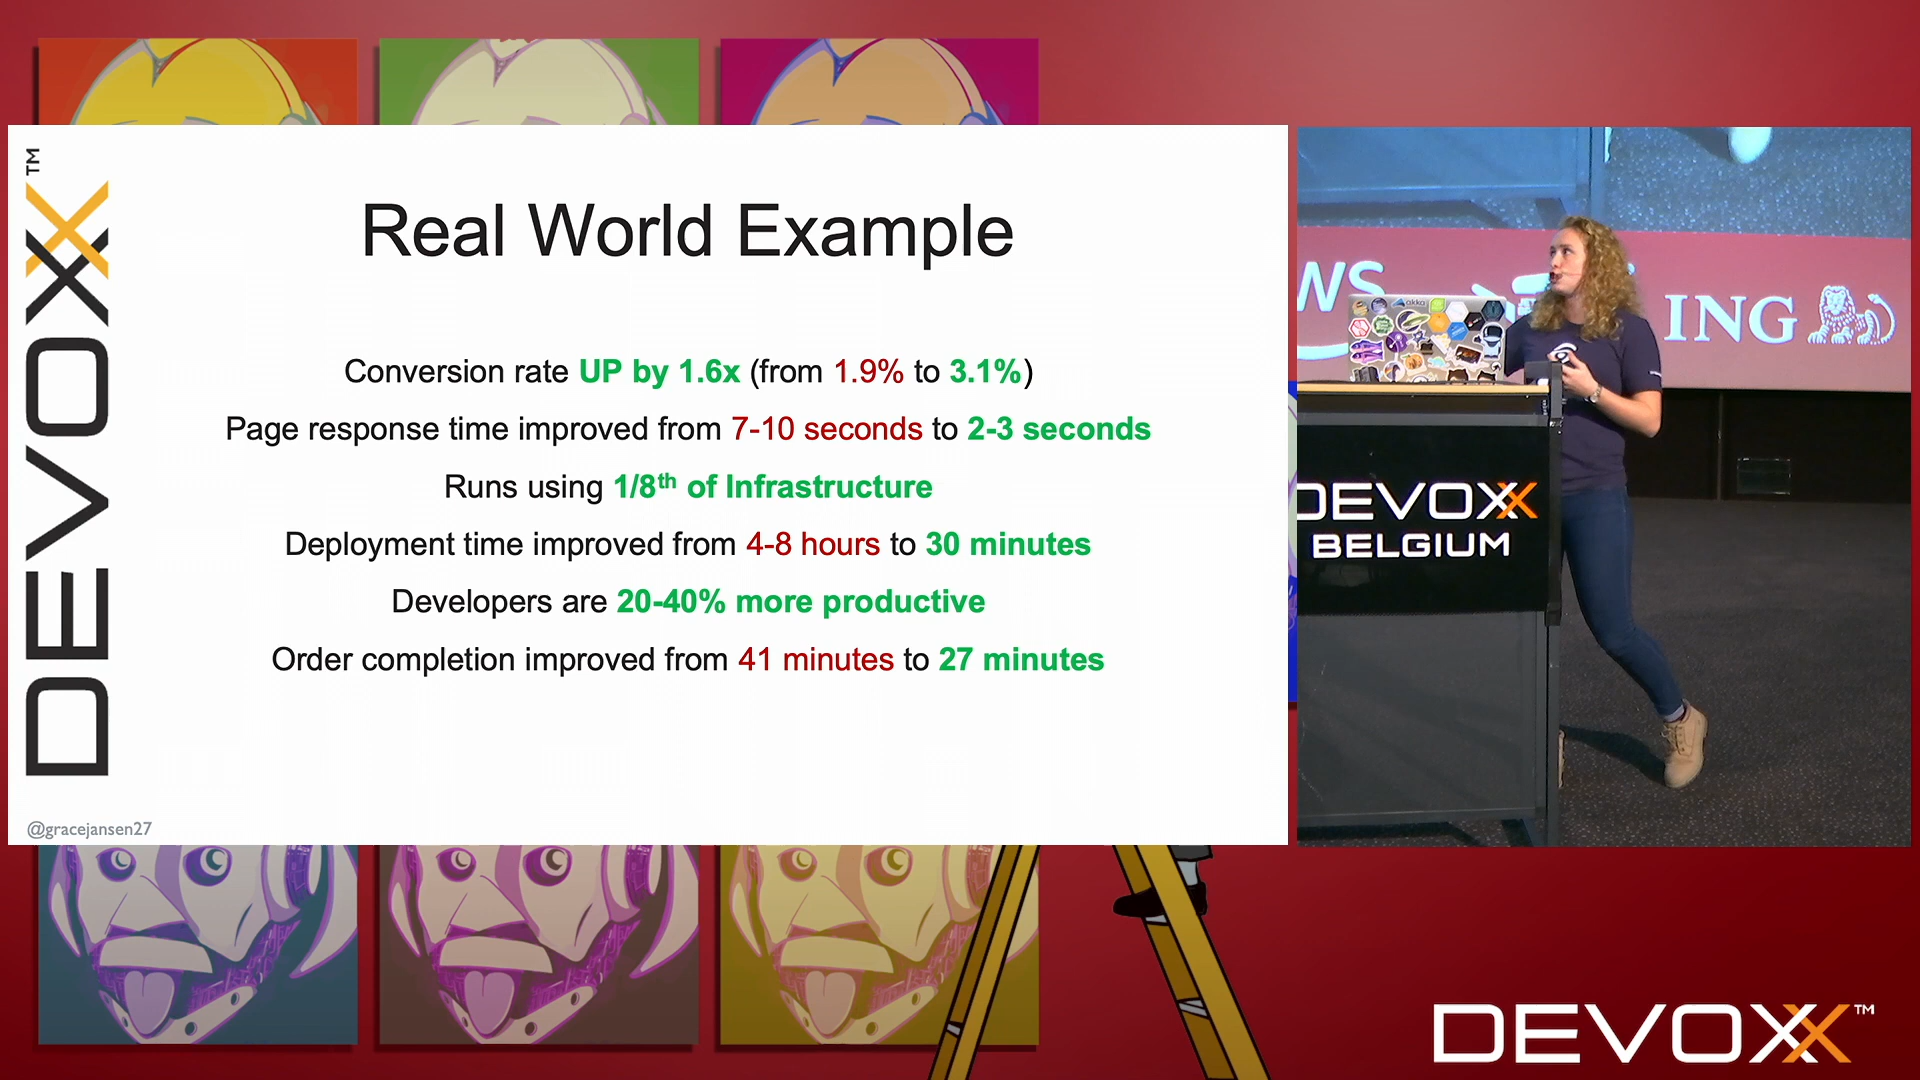 DEVOXX™
Real World Example
Conversion rate UP by 1.6x (from 1.9% to 3.1%)
Page response time improved from 7-10 seconds to 2-3 seconds
Runs using 1/8th of Infrastructure
Deployment time improved from 4-8 hours to 30 minutes
Developers are 20-40% more productive
Order completion improved from 41 minutes to 27 minutes
@gracejansen27
WS
ING
akka
DEVOXX
BELGIUM
DEVOXX™